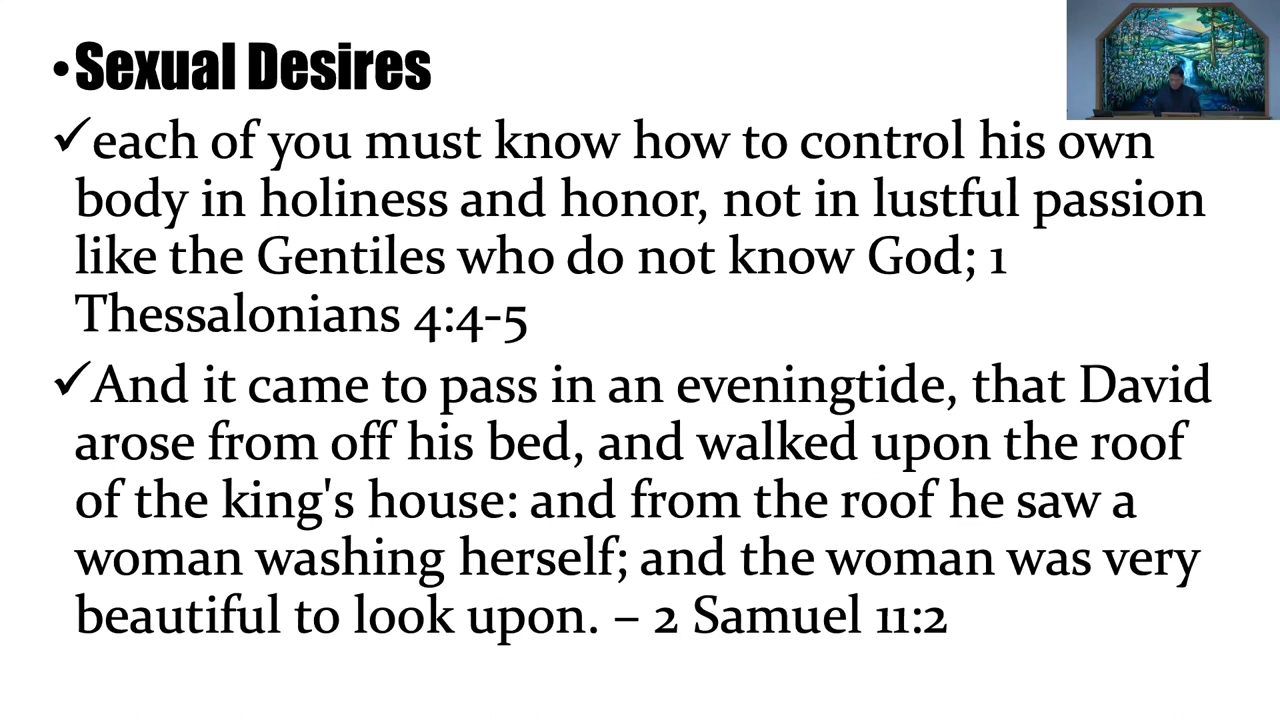 •Sexual Desires
✓each of you must know how to control his own
body in holiness and honor, not in lustful passion
like the Gentiles who do not know God; 1
Thessalonians 4:4-5
✓And it came to pass in an eveningtide, that David
arose from off his bed, and walked upon the roof
of the king's house: and from the roof he saw a
woman washing herself; and the woman was very
beautiful to look upon. – 2 Samuel 11:2